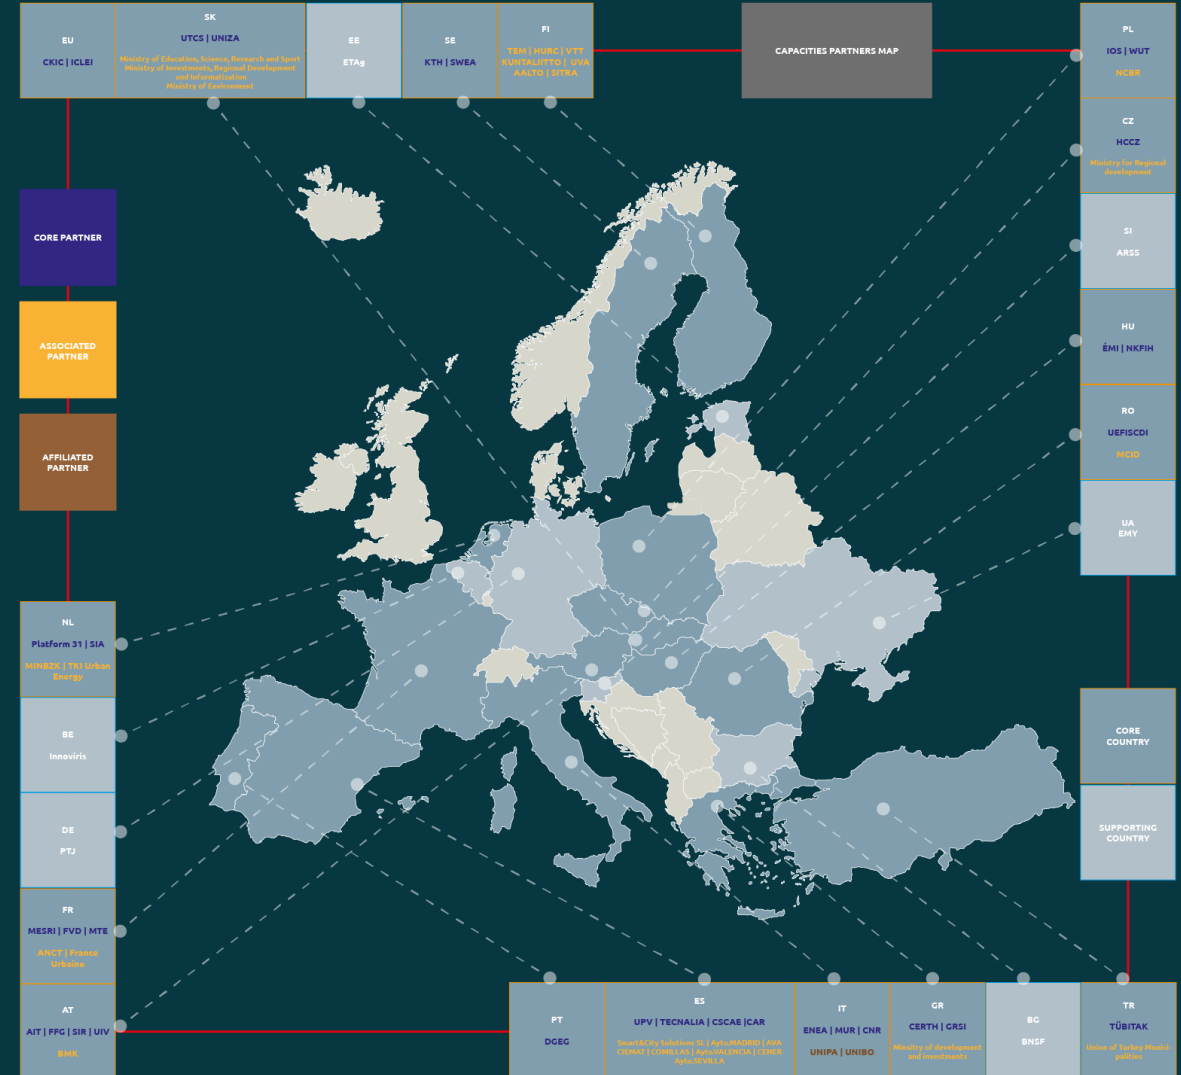 EU
CKIC | ICLEI
SK
UTCS | UNIZA
Ministry of Education, Science, Research and Sport
Ministry of Investments, Regional Development
and Informatisation
Ministry of Environment
EE
ETAg
SE
KTH | SWEA
FI
TEM | HURC | VTT
KUNTALIITTO | UVA
AALTO | SITRA
CAPACITIES PARTNERS MAP
PL
IOS | WUT
NCBR
CZ
HCCZ
Ministry for Regional
development
SI
ARSS
HU
ÊMI | NKFIH
RO
UEFISCDI
MCID
UA
EMY
CORE PARTNER
ASSOCIATED
PARTNER
AFFILIATED
PARTNER
NL
Platform 31 | SIA
MINBZK | TKI Urban
Energy
BE
Innoviris
DE
PTJ
FR
MESRI | FVD | MTE
ANCT | France
Urbaine
AT
AIT | FFG | SIR | UIV
BMK
CORE
COUNTRY
SUPPORTING
COUNTRY
PT
DGEG
ES
UPV | TECNALIA | CSCAE |CAR
Smart&City Solutions SL | Ayto.MADRID | AVA
CIEMAT | COMILLAS | Ayto.VALENCIA | CENER
Ayto.SEVILLA
IT
ENEA | MUR | CNR
UNIPA | UNIBO
GR
CERTH | GRSI
Minsitry of development
and investments
BG
BNSF
TR
TÜBITAK
Union of Turkey Munici-
palities